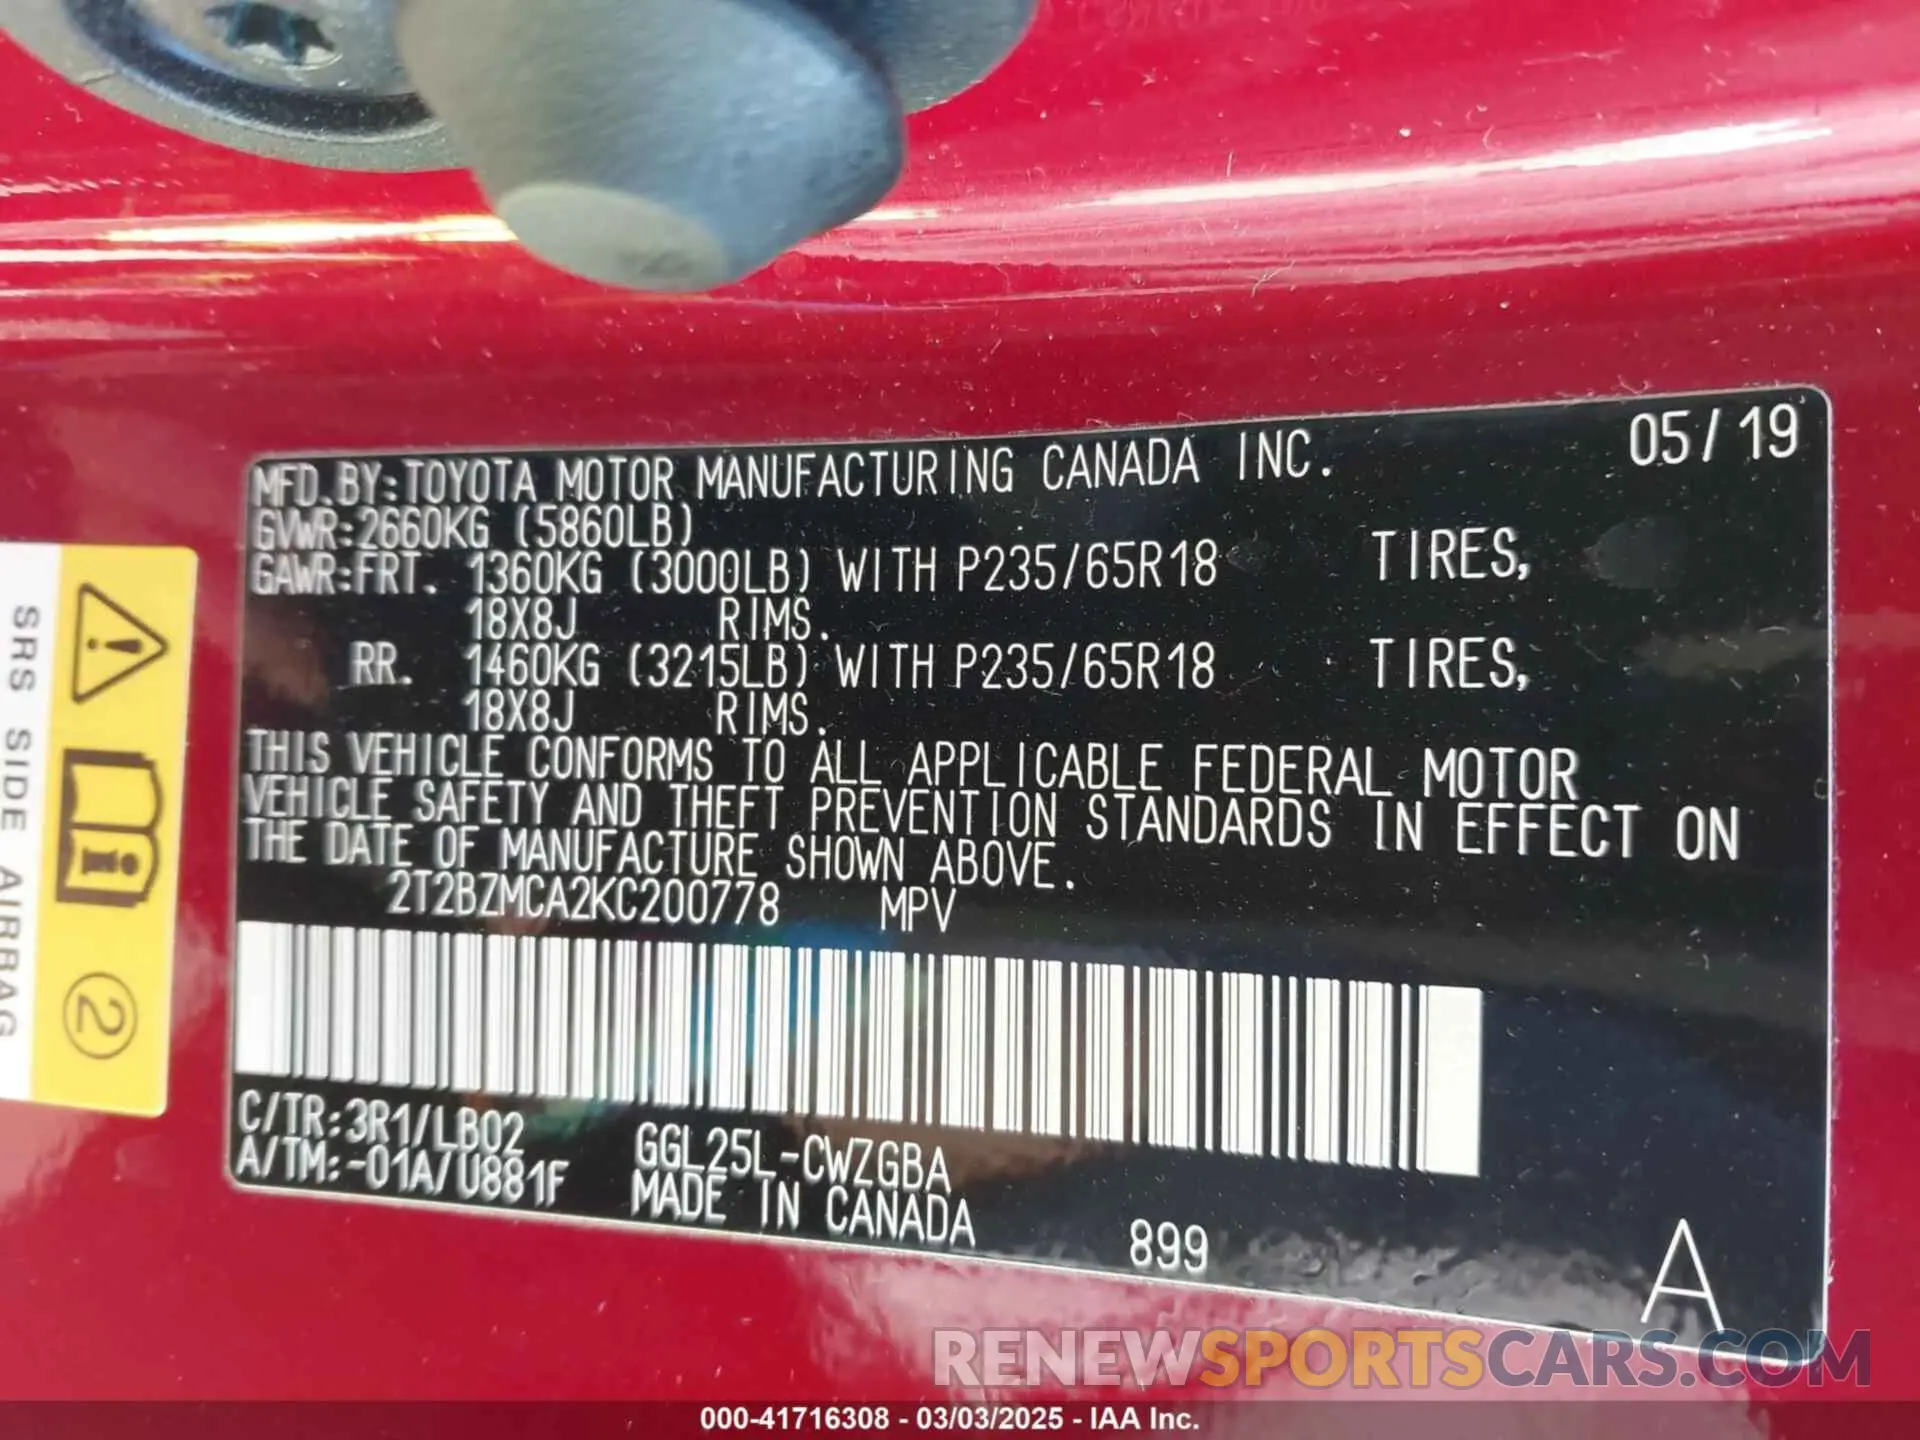 MFD.BY:TOYOTA MOTOR MANUFACTURING CANADA INC. 05/19
GVWR:2660KG (5860LB)
GAWR:FRT. 1360KG (3000LB) WITH P235/65R18 TIRES,
18X8J RIMS.
RR. 1460KG (3215LB) WITH P235/65R18 TIRES,
18X8J RIMS.
THIS VEHICLE CONFORMS TO ALL APPLICABLE FEDERAL MOTOR
VEHICLE SAFETY AND THEFT PREVENTION STANDARDS IN EFFECT ON
THE DATE OF MANUFACTURE SHOWN ABOVE.
2T2BZMCA2KC200778 MPV
C/TR:3R1/LB02 GGL25L-CWZGBA
A/TM:-01A/U881F MADE IN CANADA
899
A
SRS SIDE AIRBAG
2
RENEWSPORTSCARS.COM
000-41716308 - 03/03/2025 - IAA Inc.